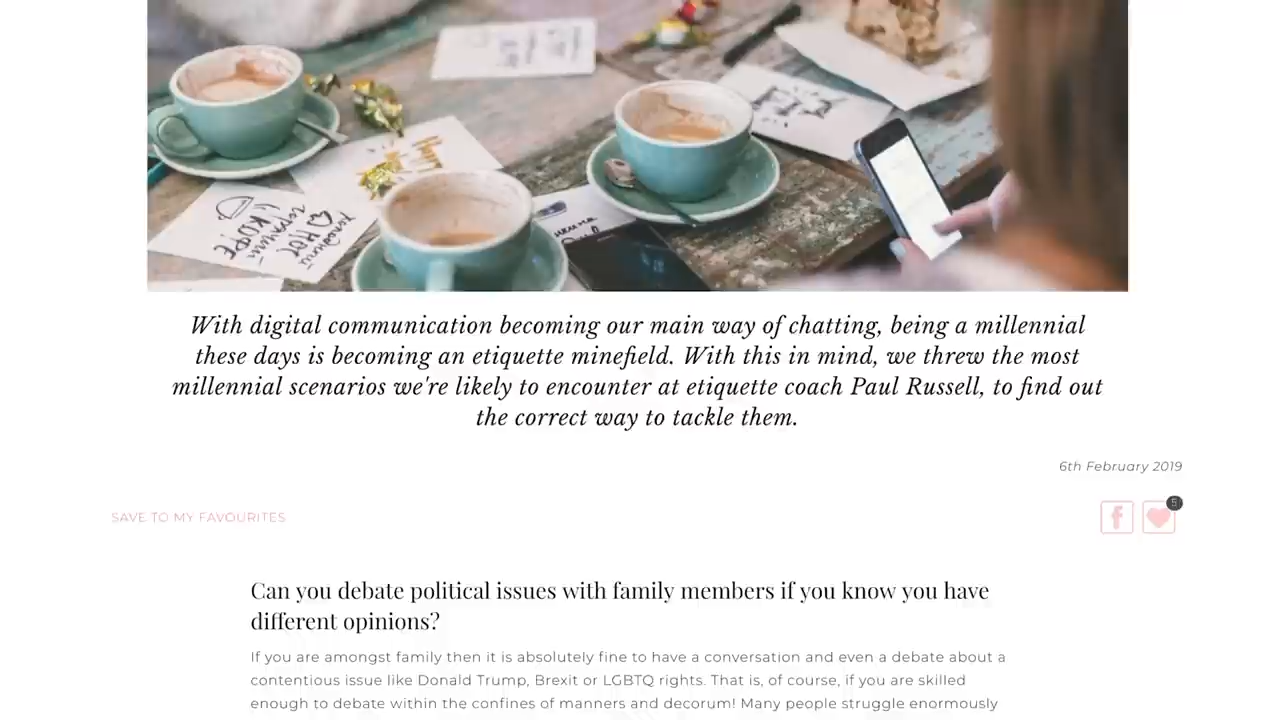 With digital communication becoming our main way of chatting, being a millennial
these days is becoming an etiquette minefield. With this in mind, we threw the most
millennial scenarios we're likely to encounter at etiquette coach Paul Russell, to find out
the correct way to tackle them.
6th February 2019
SAVE TO MY FAVOURITES
5
Can you debate political issues with family members if you know you have
different opinions?
If you are amongst family then it is absolutely fine to have a conversation and even a debate about a
contentious issue like Donald Trump, Brexit or LGBTQ rights. That is, of course, if you are skilled
enough to debate within the confines of manners and decorum! Many people struggle enormously